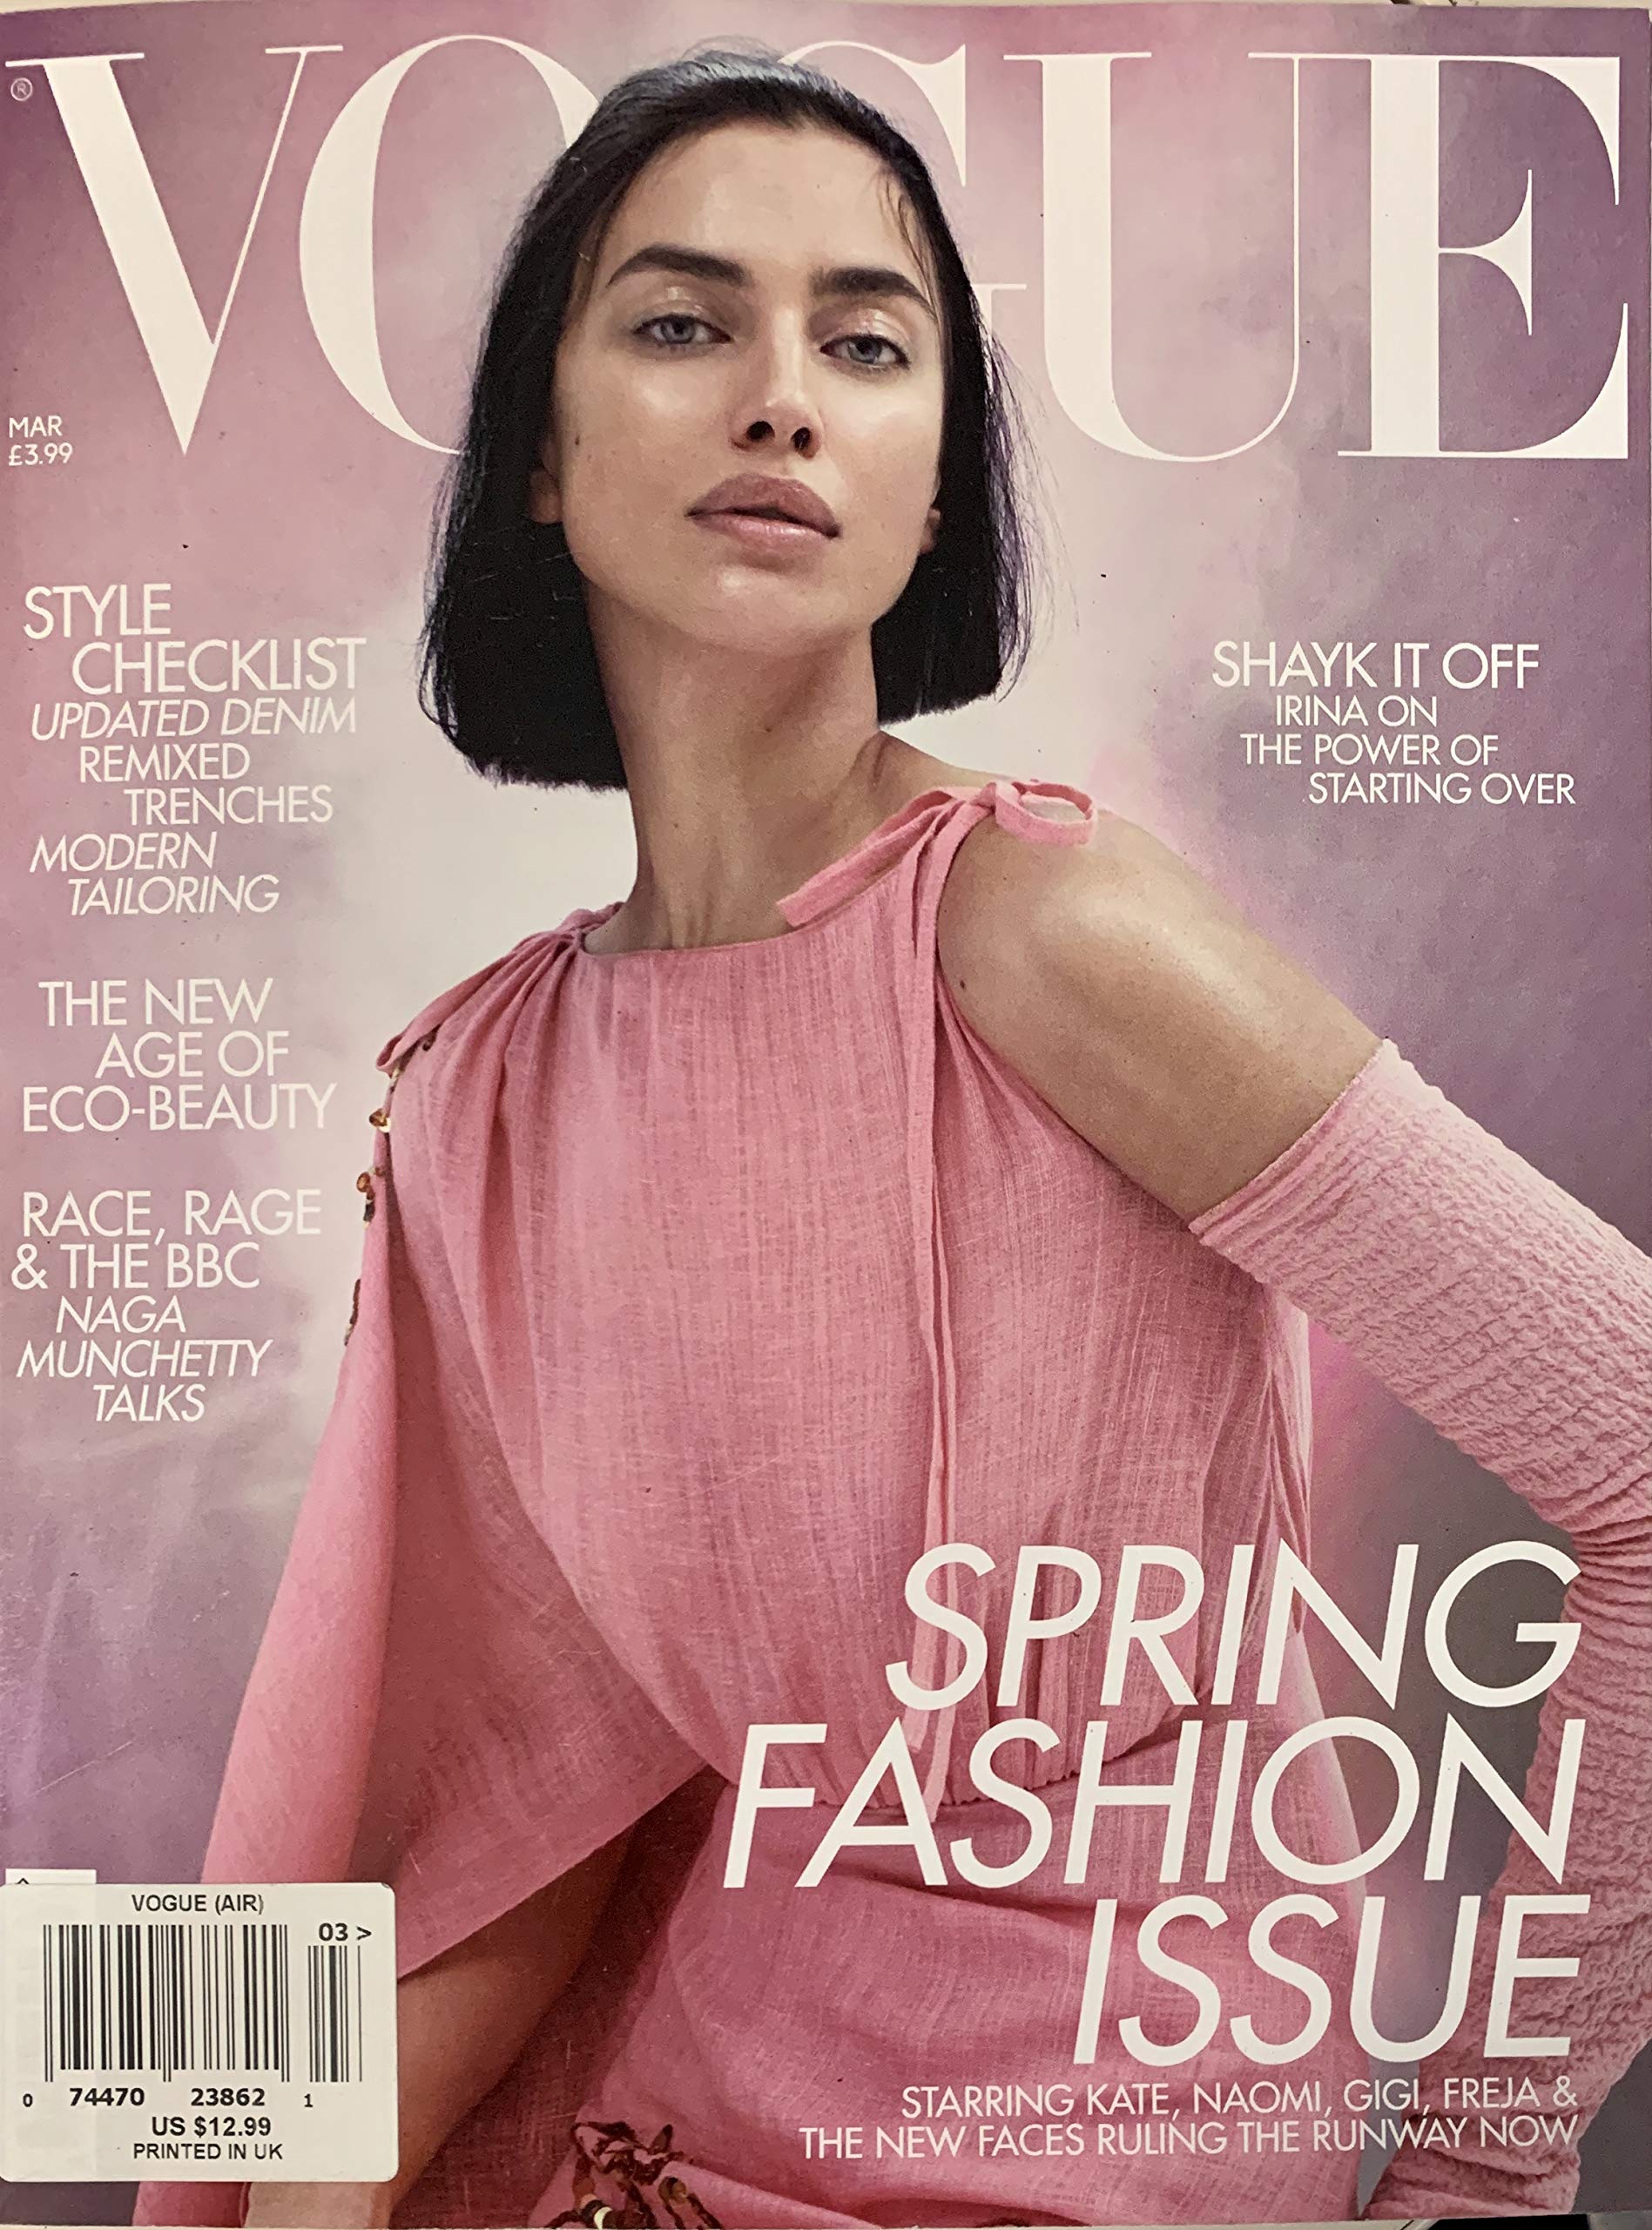 VOGUE
®
MAR
£3.99
STYLE
CHECKLIST
UPDATED DENIM
REMIXED
TRENCHES
MODERN
TAILORING
THE NEW
AGE OF
ECO-BEAUTY
RACE, RAGE
& THE BBC
NAGA
MUNCHETTY
TALKS
SHAYK IT OFF
IRINA ON
THE POWER OF
STARTING OVER
SPRING
FASHION
ISSUE
STARRING KATE, NAOMI, GIGI, FREJA &
THE NEW FACES RULING THE RUNWAY NOW
VOGUE (AIR)
03 >
0 74470 23862 1
US $12.99
PRINTED IN UK